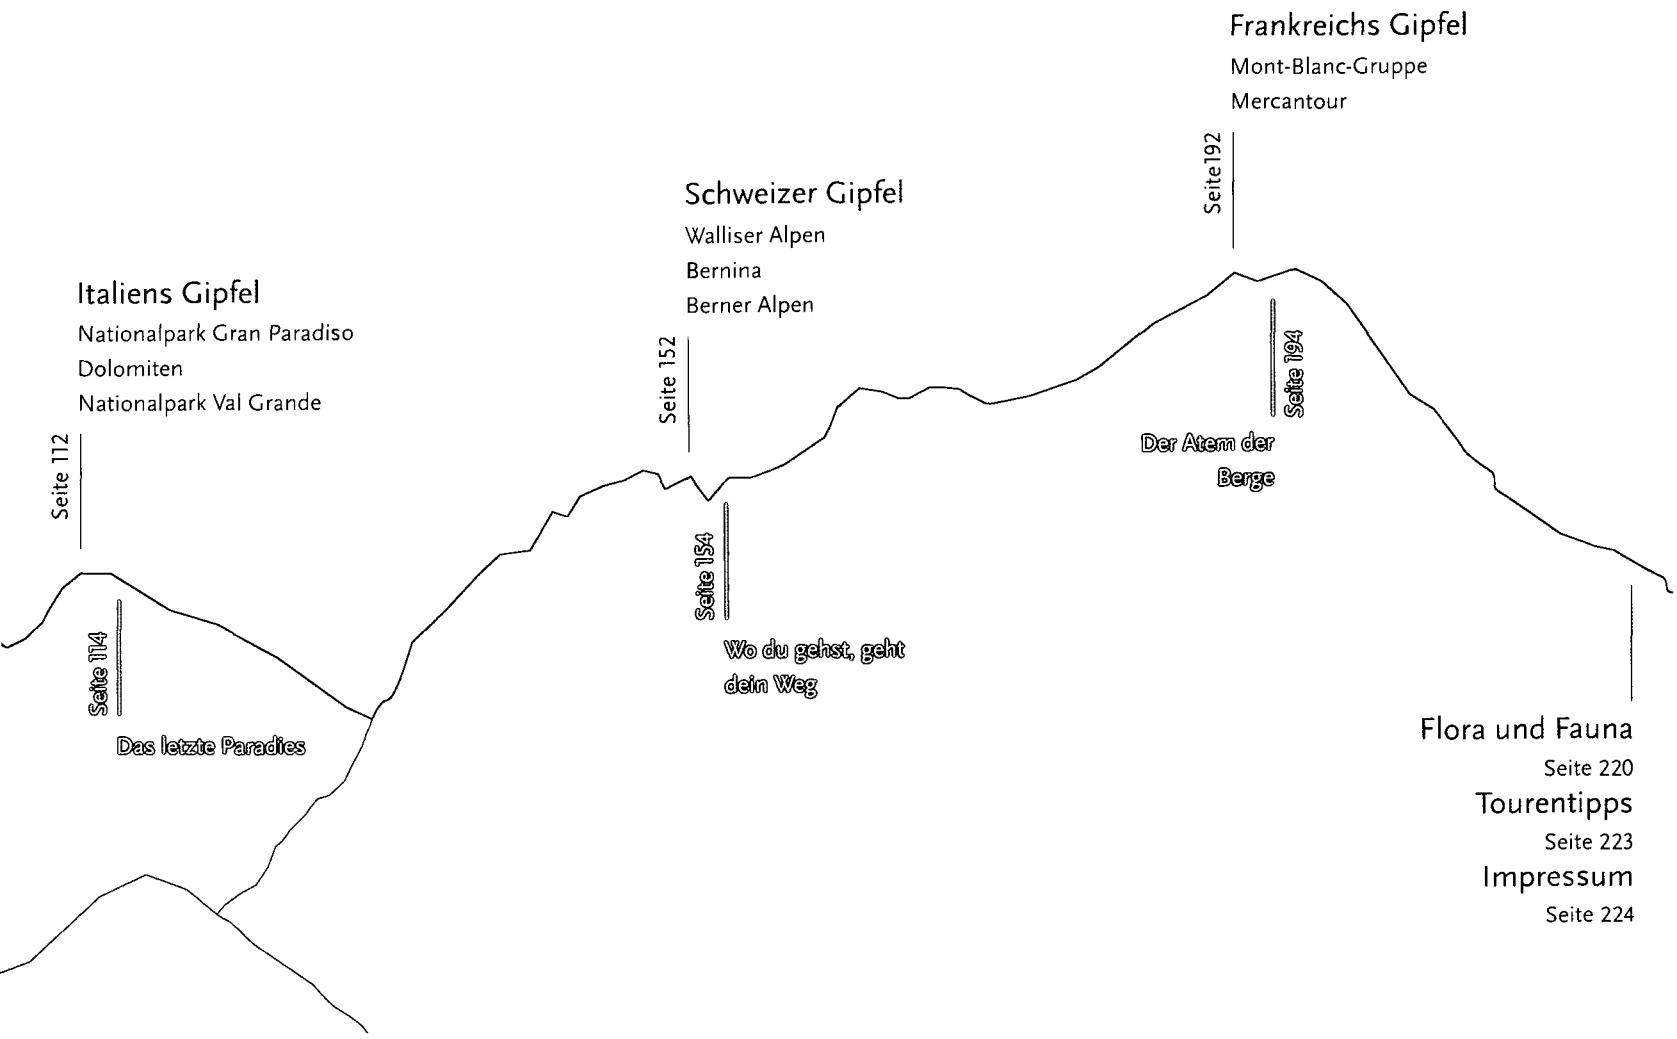 Italiens Gipfel
Nationalpark Gran Paradiso
Dolomiten
Nationalpark Val Grande
Seite 112
Seite 114
Das letzte Paradies
Schweizer Gipfel
Walliser Alpen
Bernina
Berner Alpen
Seite 152
Seite 154
Wo du gehst, geht
dein Weg
Frankreichs Gipfel
Mont-Blanc-Gruppe
Mercantour
Seite192
Seite 194
Der Atem der
Berge
Flora und Fauna
Seite 220
Tourentipps
Seite 223
Impressum
Seite 224